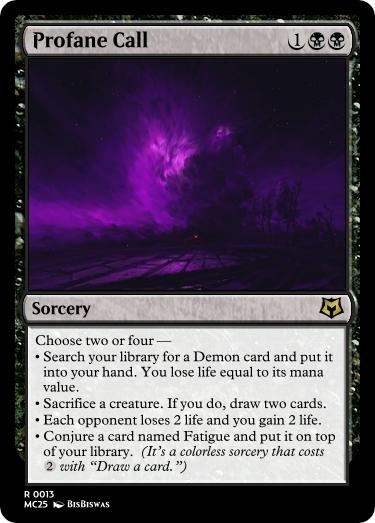 Profane Call 1
Sorcery
Choose two or four —
• Search your library for a Demon card and put it
into your hand. You lose life equal to its mana
value.
• Sacrifice a creature. If you do, draw two cards.
• Each opponent loses 2 life and you gain 2 life.
• Conjure a card named Fatigue and put it on top
of your library. (It's a colorless sorcery that costs
2 with “Draw a card.”)
R 0013
MC25 BisBiswas